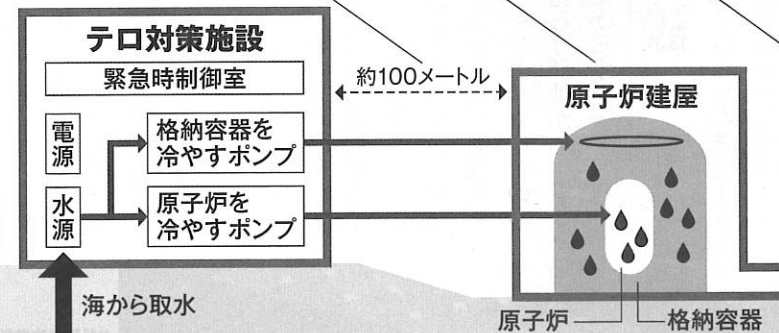 テロ対策施設
緊急時制御室
電源
水源
格納容器を
冷やすポンプ
原子炉を
冷やすポンプ
海から取水
約100メートル
原子炉建屋
原子炉
格納容器